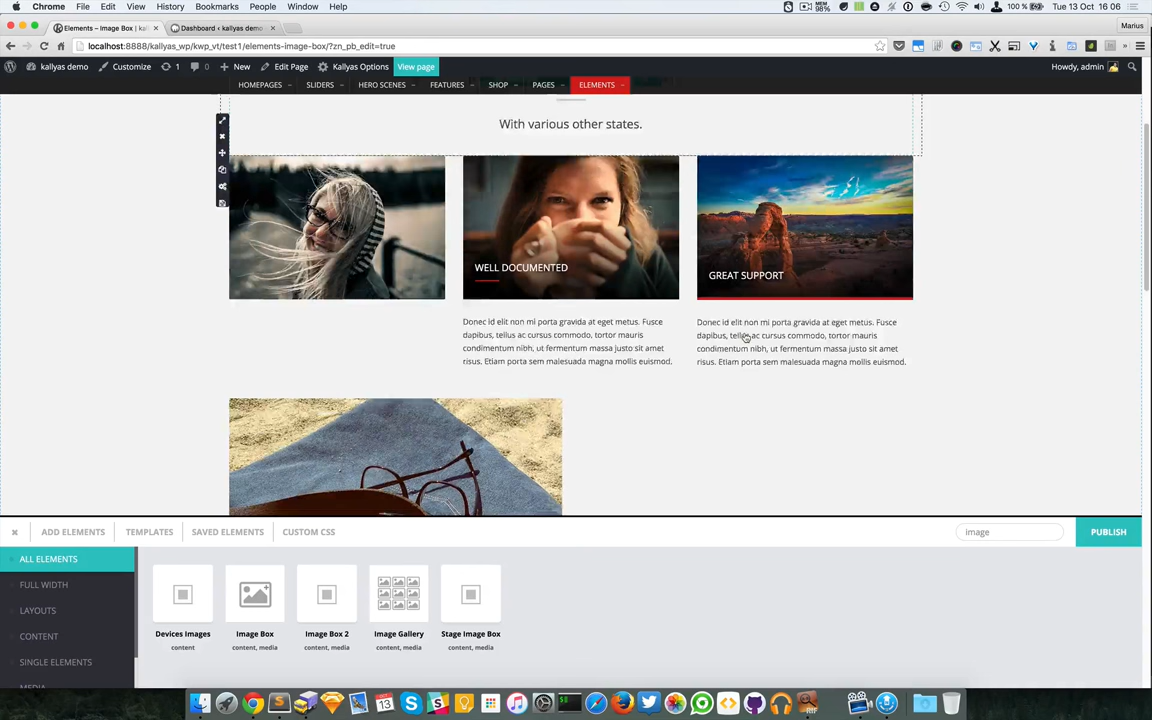 Chrome File Edit View History Bookmarks People Window Help
MEM 98% 100 % Tue 13 Oct 16 06
Elements – Image Box | kal
Dashboard ‹ kallyas demo
Marius
localhost:8888/kallyas_wp/kwp_vt/test1/elements-image-box/?zn_pb_edit=true
kallyas demo Customize 1 0 New Edit Page Kallyas Options View page Howdy, admin
HOMEPAGES SLIDERS HERO SCENES FEATURES SHOP PAGES ELEMENTS
With various other states.
WELL DOCUMENTED
GREAT SUPPORT
Donec id elit non mi porta gravida at eget metus. Fusce
dapibus, tellus ac cursus commodo, tortor mauris
condimentum nibh, ut fermentum massa justo sit amet
risus. Etiam porta sem malesuada magna mollis euismod.
Donec id elit non mi porta gravida at eget metus. Fusce
dapibus, tellus ac cursus commodo, tortor mauris
condimentum nibh, ut fermentum massa justo sit amet
risus. Etiam porta sem malesuada magna mollis euismod.
ADD ELEMENTS TEMPLATES SAVED ELEMENTS CUSTOM CSS image PUBLISH
ALL ELEMENTS
FULL WIDTH
LAYOUTS
CONTENT
SINGLE ELEMENTS
MEDIA
Devices Images
content
Image Box
content, media
Image Box 2
content, media
Image Gallery
content, media
Stage Image Box
content, media